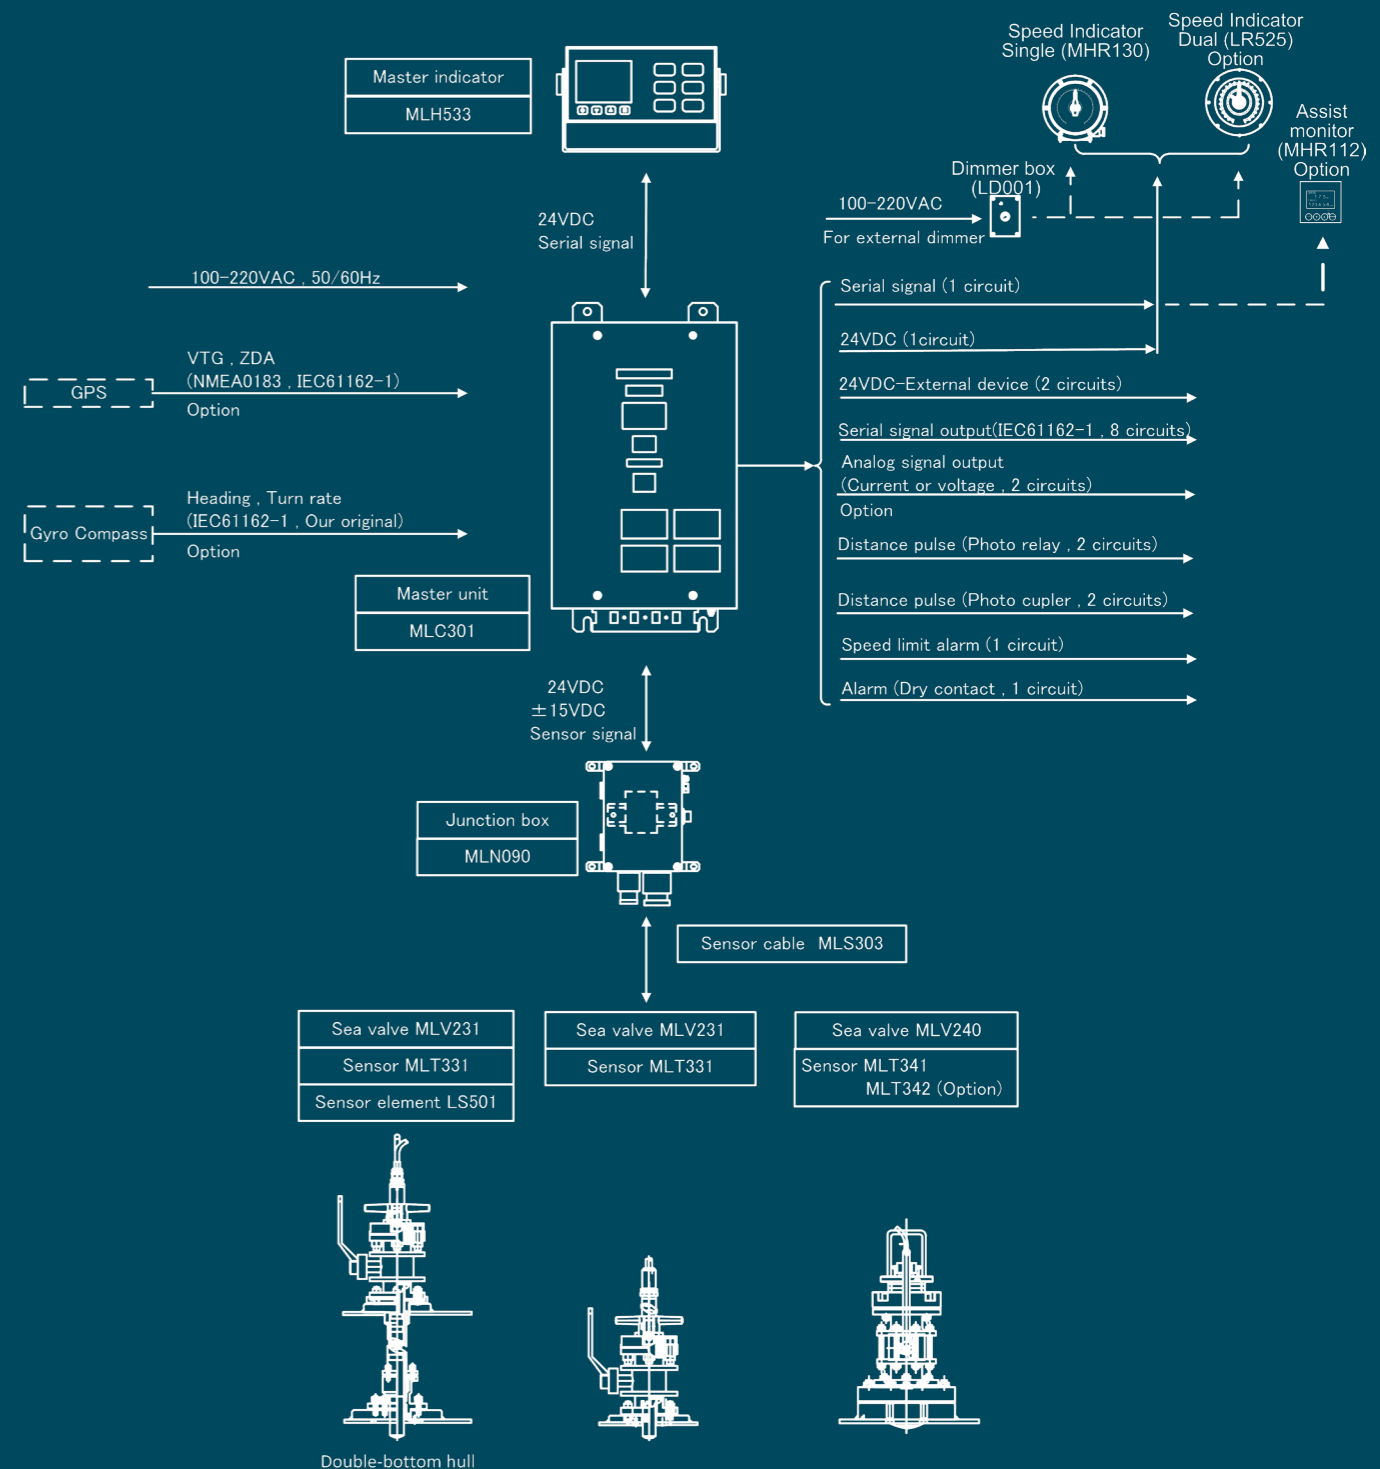 Speed Indicator
Single (MHR130)
Speed Indicator
Dual (LR525)
Option
Assist
monitor
(MHR112)
Option
Master indicator
MLH533
Dimmer box
(LD001)
100-220VAC
For external dimmer
24VDC
Serial signal
100-220VAC , 50/60Hz
Serial signal (1 circuit)
24VDC (1circuit)
VTG , ZDA
(NMEA0183 , IEC61162-1)
GPS
Option
24VDC-External device (2 circuits)
Serial signal output(IEC61162-1 , 8 circuits)
Analog signal output
(Current or voltage , 2 circuits)
Option
Heading , Turn rate
(IEC61162-1 , Our original)
Gyro Compass
Option
Distance pulse (Photo relay , 2 circuits)
Distance pulse (Photo cupler , 2 circuits)
Speed limit alarm (1 circuit)
Alarm (Dry contact , 1 circuit)
Master unit
MLC301
24VDC
±15VDC
Sensor signal
Junction box
MLN090
Sensor cable MLS303
Sea valve MLV231
Sensor MLT331
Sensor element LS501
Sea valve MLV231
Sensor MLT331
Sea valve MLV240
Sensor MLT341
MLT342 (Option)
Double-bottom hull